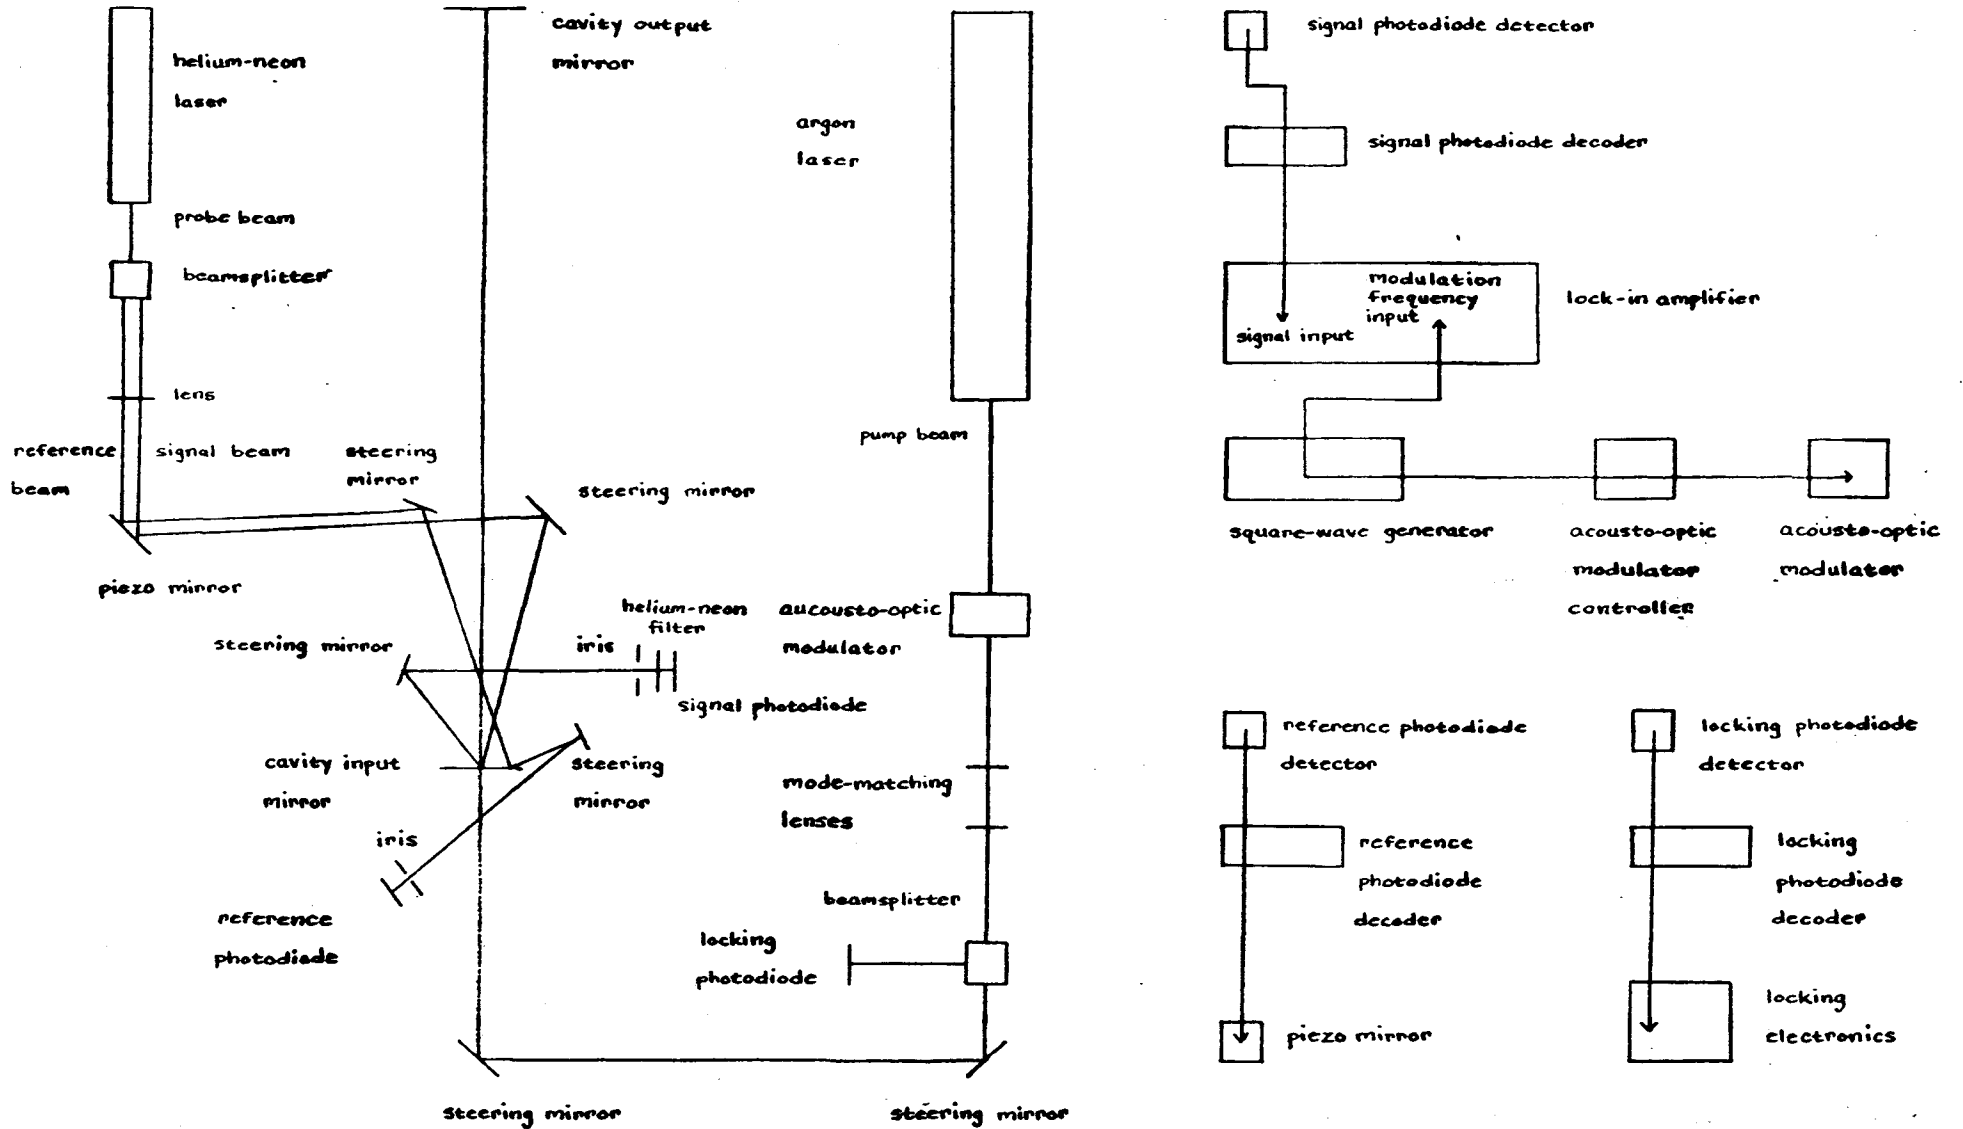 cavity output
mirror
helium-neon
laser
argon
laser
probe beam
beamsplitter
lens
reference
beam
signal beam
steering
mirror
steering mirror
pump beam
piezo mirror
steering mirror
helium-neon
filter
iris
aucousto-optic
modulator
signal photodiode
cavity input
mirror
steering
mirror
mode-matching
lenses
iris
beamsplitter
reference
photodiode
locking
photodiode
steering mirror
steering mirror
signal photodiode detector
signal photodiode decoder
modulation
frequency
input
signal input
lock-in amplifier
square-wave generator
acousto-optic
modulator
controller
acousto-optic
modulator
reference photodiode
detector
locking photodiode
detector
reference
photodiode
decoder
locking
photodiode
decoder
piezo mirror
locking
electronics